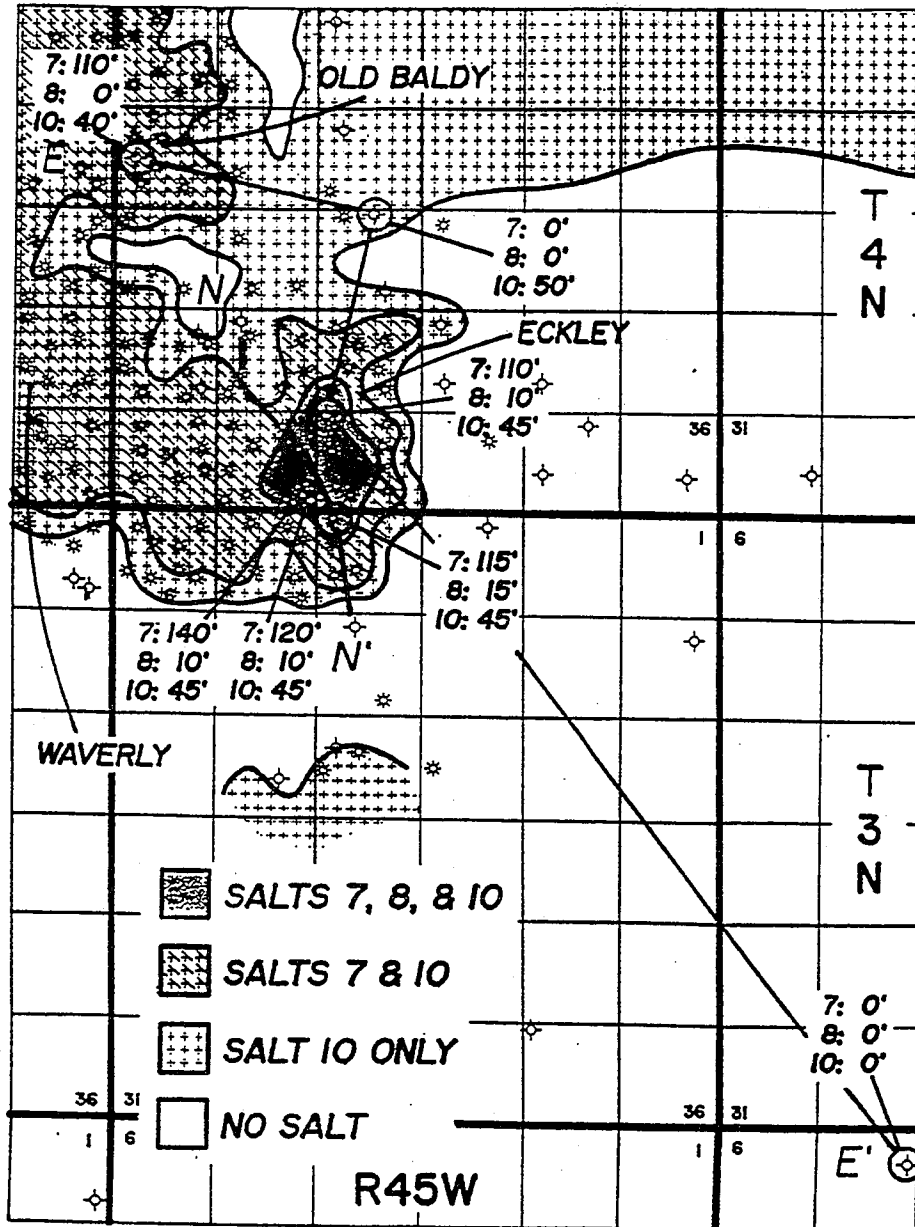 7: 110'
8: 0'
10: 40'
OLD BALDY
E
7: 0'
8: 0'
10: 50'
T
4
N
N
ECKLEY
7: 110'
8: 10'
10: 45'
36 31
1 6
7: 115'
8: 15'
10: 45'
7: 140'
8: 10'
10: 45'
7: 120'
8: 10'
10: 45'
N'
WAVERLY
T
3
N
SALTS 7, 8, & 10
SALTS 7 & 10
SALT 10 ONLY
NO SALT
7: 0'
8: 0'
10: 0'
36 31
1 6
36 31
1 6
E'
R45W